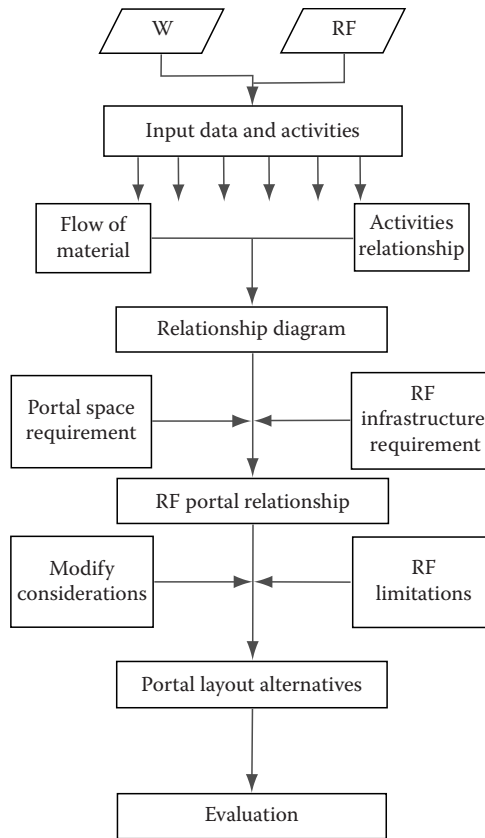 W
RF
Input data and activities
Flow of
material
Activities
relationship
Relationship diagram
Portal space
requirement
RF
infrastructure
requirement
RF portal relationship
Modify
considerations
RF
limitations
Portal layout alternatives
Evaluation